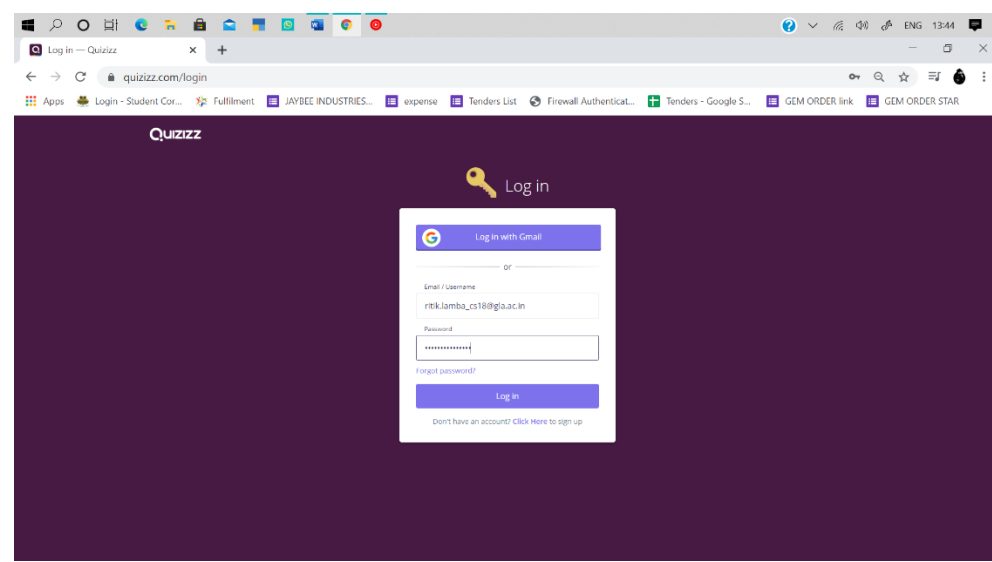 ENG 13:44
Log in — Quizizz
quizizz.com/login
Apps Login - Student Cor... Fulfilment JAYBEE INDUSTRIES... expense Tenders List Firewall Authenticat... Tenders - Google S... GEM ORDER link GEM ORDER STAR
Quizizz
Log in
Log in with Gmail
or
Email / Username
ritik.lamba_cs18@gla.ac.in
Password
•••••••••••••••
Forgot password?
Log in
Don't have an account? Click Here to sign up